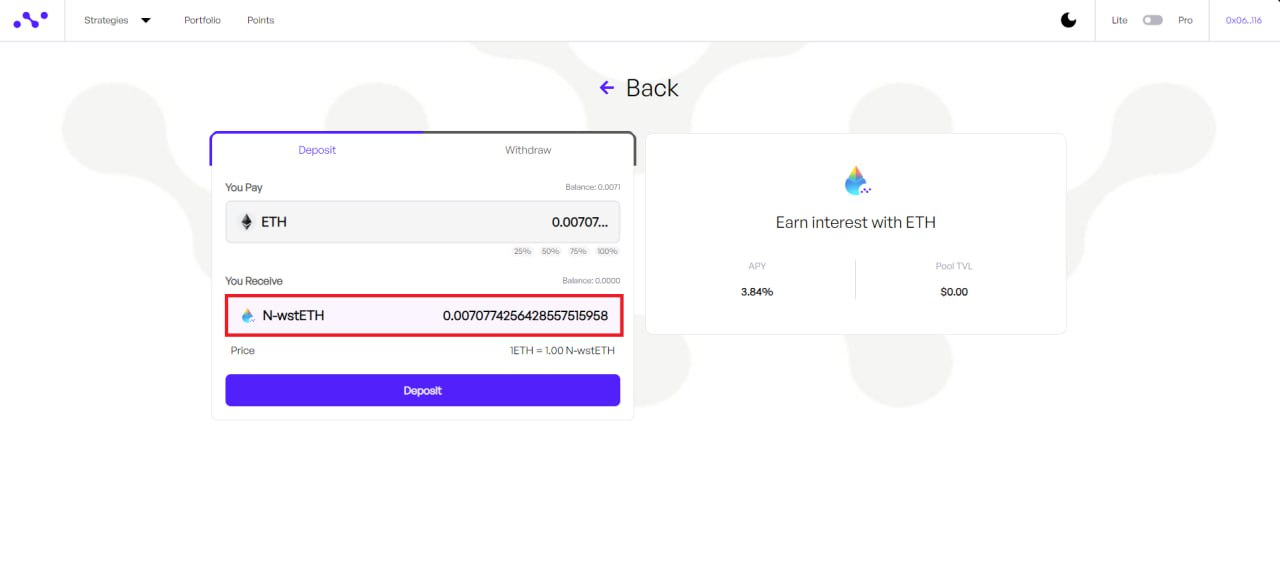 Strategies Portfolio Points Lite Pro 0x06..116
Back
Deposit Withdraw
You Pay Balance: 0.0071
ETH 0.00707...
25% 50% 75% 100%
You Receive Balance: 0.0000
N-wstETH 0.0070774256428557515958
Price 1ETH = 1.00 N-wstETH
Deposit
Earn interest with ETH
APY Pool TVL
3.84% $0.00